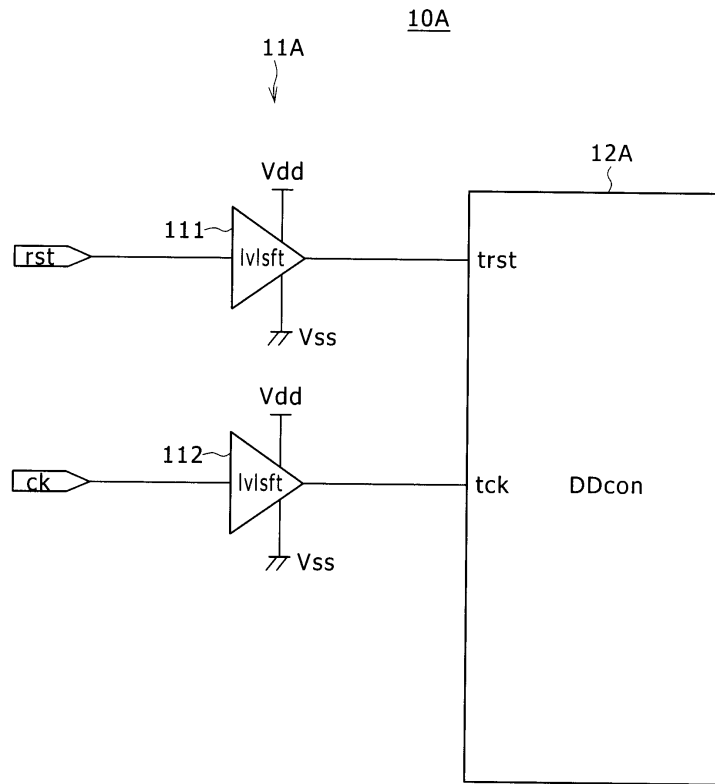 10A
11A
12A
Vdd
111
rst
lvlsft
trst
Vss
Vdd
112
ck
lvlsft
tck
DDcon
Vss